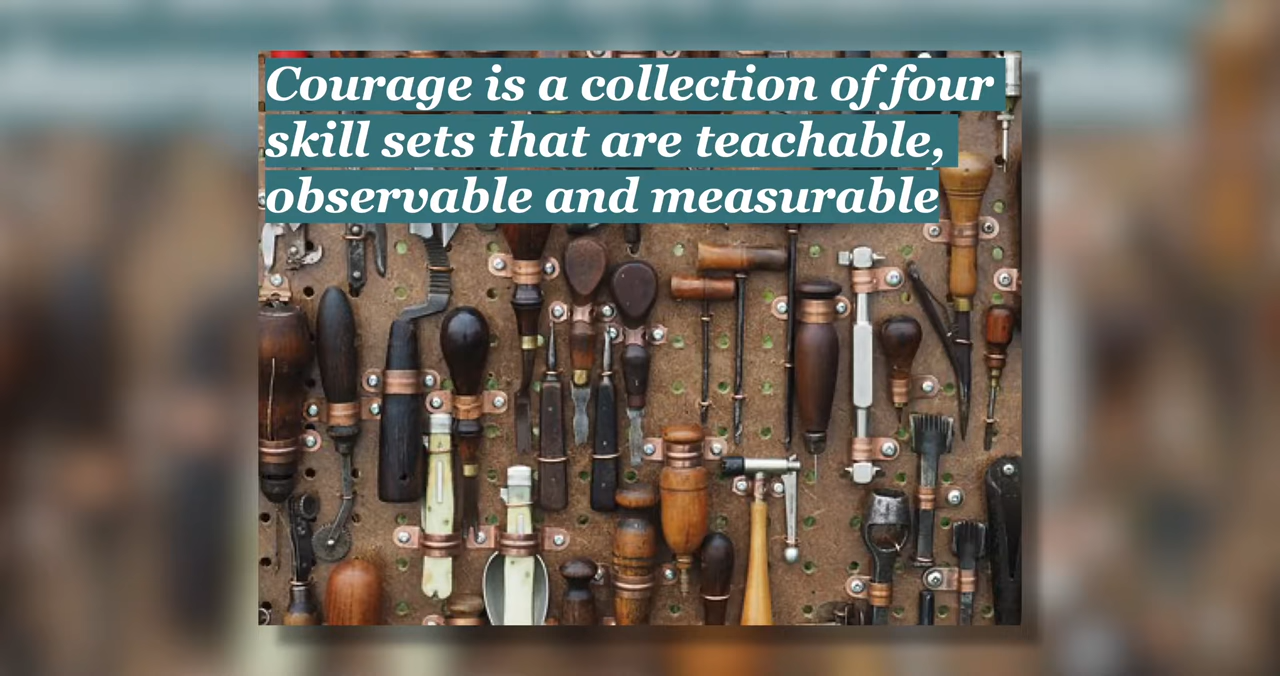 Courage is a collection of four
skill sets that are teachable,
observable and measurable